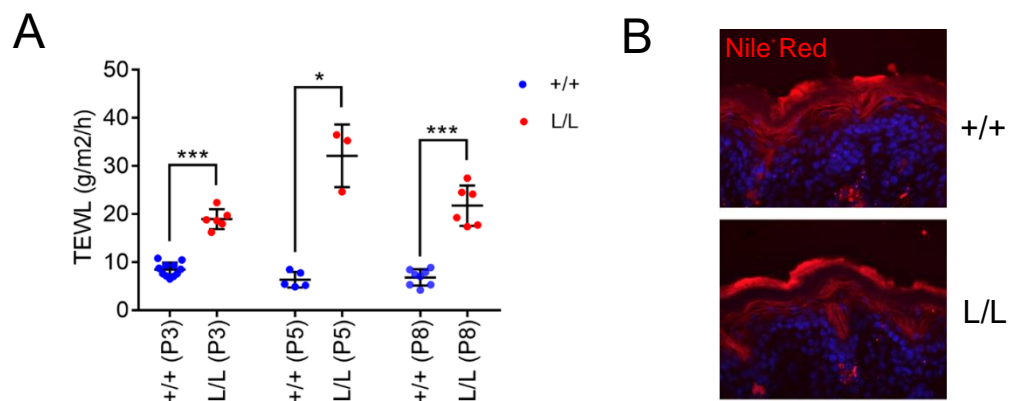 A
TEWL (g/m2/h)
50
40
30
20
10
0
***
*
***
+/+
L/L
+/+ (P3)
L/L (P3)
+/+ (P5)
L/L (P5)
+/+ (P8)
L/L (P8)
B
Nile Red
+/+
L/L